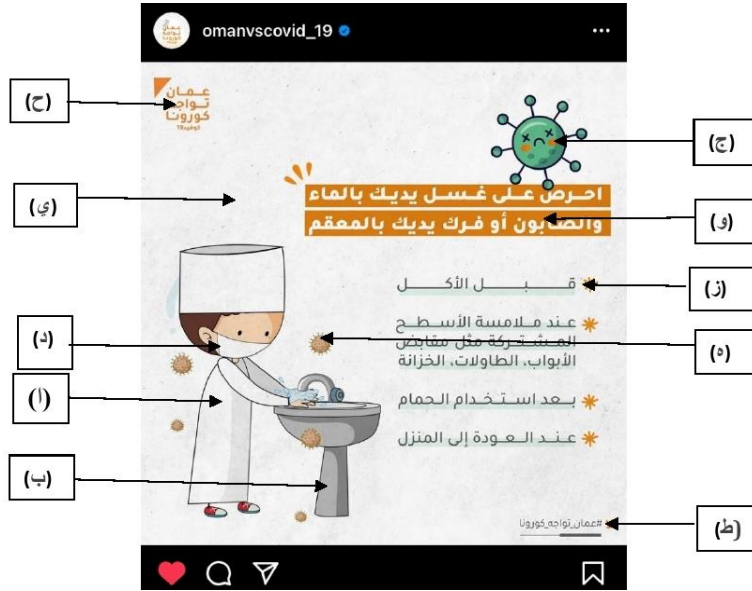 omanvscovid_19
عمان
تواجه
كورونا
كوفيد19
احرص على غسل يديك بالماء
والصابون أو فرك يديك بالمعقم
قبل الأكل
عند ملامسة الأسطح
المشتركة مثل مقابض
الأبواب، الطاولات، الخزانة
بعد استخدام الحمام
عند العودة إلى المنزل
#عمان_تواجه_كورونا
(ح)
(ي)
(د)
(أ)
(ب)
(ج)
(و)
(ز)
(ه)
(ط)